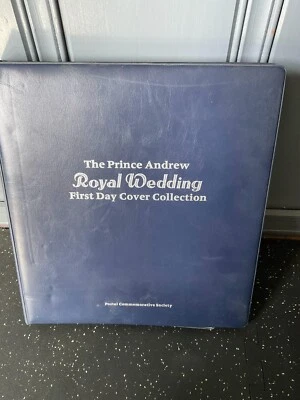 The Prince Andrew
Royal Wedding
First Day Cover Collection
Postal Commemorative Society